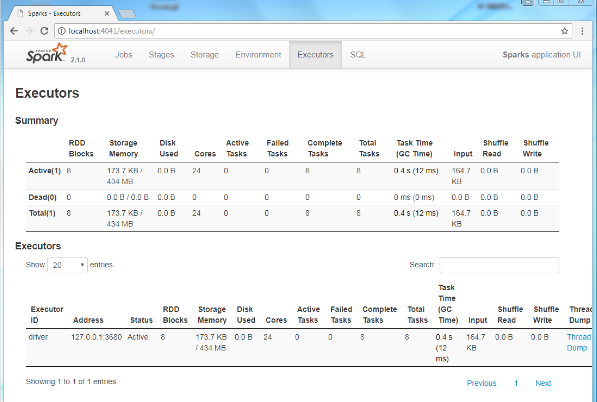 Sparks - Executors
localhost:4041/executors/
APACHE Spark 2.1.0 Jobs Stages Storage Environment Executors SQL Sparks application UI
Executors
Summary
RDD Blocks Storage Memory Disk Used Cores Active Tasks Failed Tasks Complete Tasks Total Tasks Task Time (GC Time) Input Shuffle Read Shuffle Write
Active(1) 8 173.7 KB / 434 MB 0.0 B 24 0 0 8 8 0.4 s (12 ms) 164.7 KB 0.0 B 0.0 B
Dead(0) 0 0.0 B / 0.0 B 0.0 B 0 0 0 0 0 0 ms (0 ms) 0.0 B 0.0 B 0.0 B
Total(1) 8 173.7 KB / 434 MB 0.0 B 24 0 0 8 8 0.4 s (12 ms) 164.7 KB 0.0 B 0.0 B
Executors
Show 20 entries Search:
Executor ID Address Status RDD Blocks Storage Memory Disk Used Cores Active Tasks Failed Tasks Complete Tasks Total Tasks Task Time (GC Time) Input Shuffle Read Shuffle Write Thread Dump
driver 127.0.0.1:3680 Active 8 173.7 KB / 434 MB 0.0 B 24 0 0 8 8 0.4 s (12 ms) 164.7 KB 0.0 B 0.0 B Thread Dump
Showing 1 to 1 of 1 entries Previous 1 Next